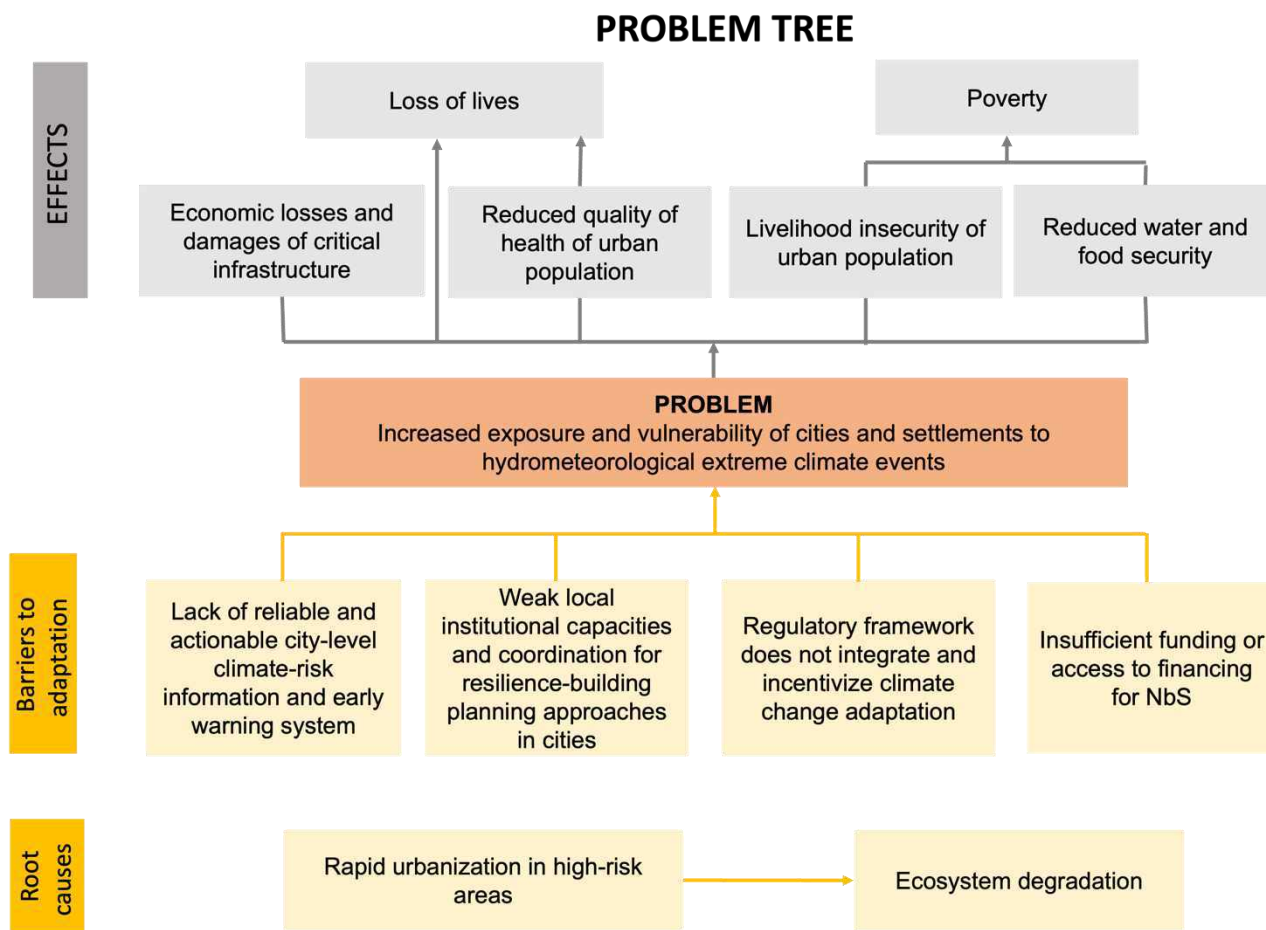 PROBLEM TREE
EFFECTS
Loss of lives
Poverty
Economic losses and
damages of critical
infrastructure
Reduced quality of
health of urban
population
Livelihood insecurity of
urban population
Reduced water and
food security
PROBLEM
Increased exposure and vulnerability of cities and settlements to
hydrometeorological extreme climate events
Barriers to
adaptation
Lack of reliable and
actionable city-level
climate-risk
information and early
warning system
Weak local
institutional capacities
and coordination for
resilience-building
planning approaches
in cities
Regulatory framework
does not integrate and
incentivize climate
change adaptation
Insufficient funding or
access to financing
for NbS
Root
causes
Rapid urbanization in high-risk
areas
Ecosystem degradation